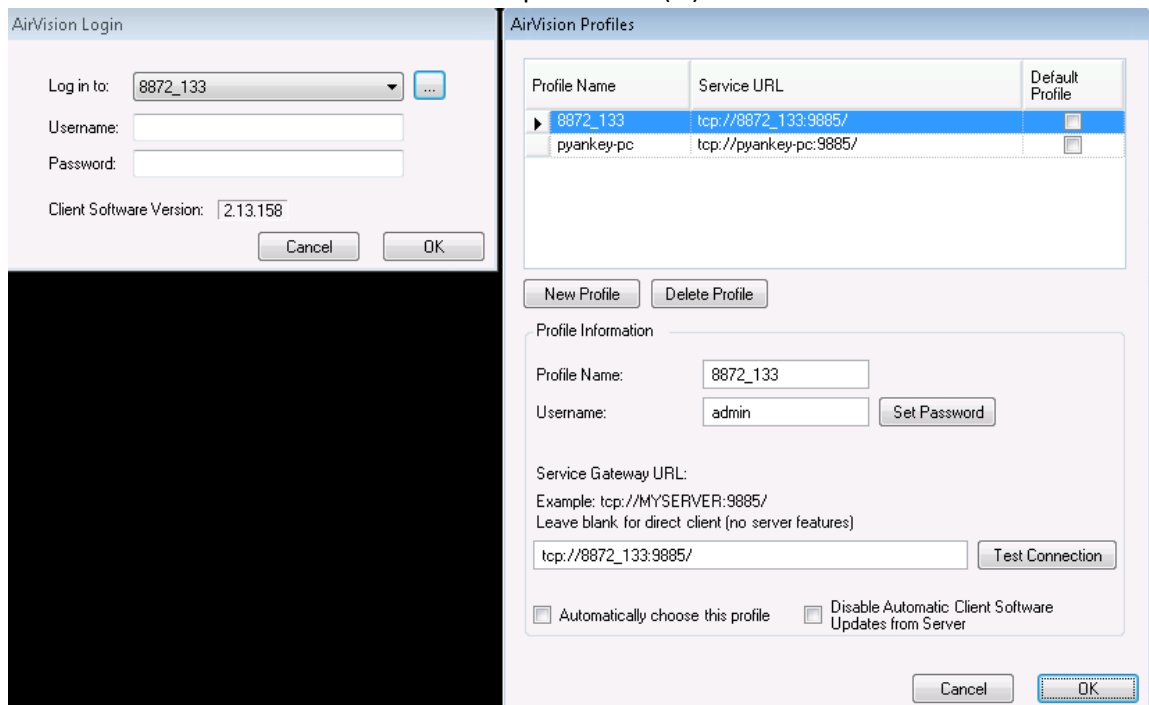 AirVision Login
Log in to: 8872_133 ...
Username:
Password:
Client Software Version: 2.13.158
Cancel OK
AirVision Profiles
Profile Name Service URL Default Profile
8872_133 tcp://8872_133:9885/
pyankey-pc tcp://pyankey-pc:9885/
New Profile Delete Profile
Profile Information
Profile Name: 8872_133
Username: admin Set Password
Service Gateway URL:
Example: tcp://MYSERVER:9885/
Leave blank for direct client (no server features)
tcp://8872_133:9885/ Test Connection
Automatically choose this profile Disable Automatic Client Software
Updates from Server
Cancel OK